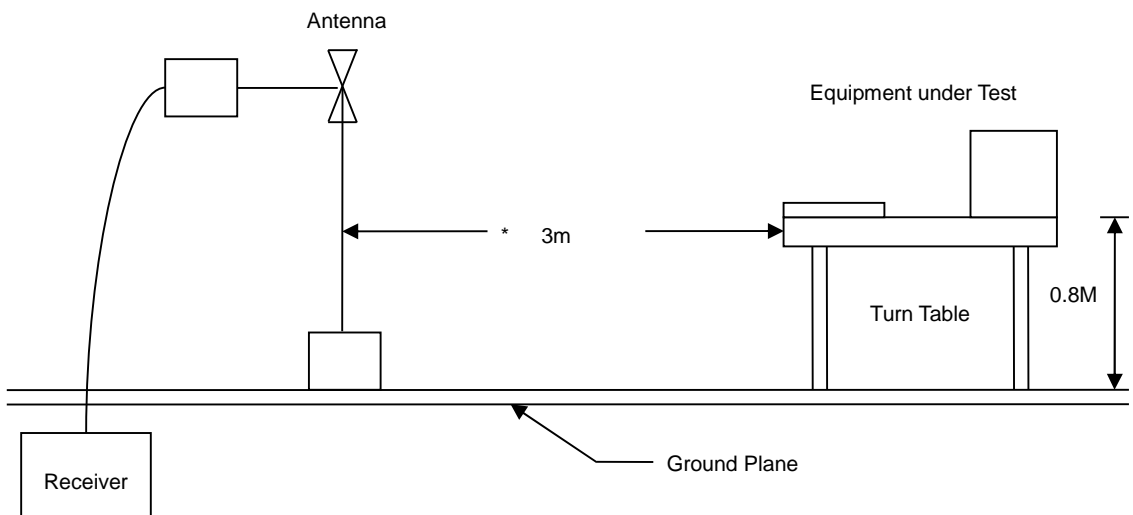 Antenna
Equipment under Test
* 3m
0.8M
Turn Table
Ground Plane
Receiver